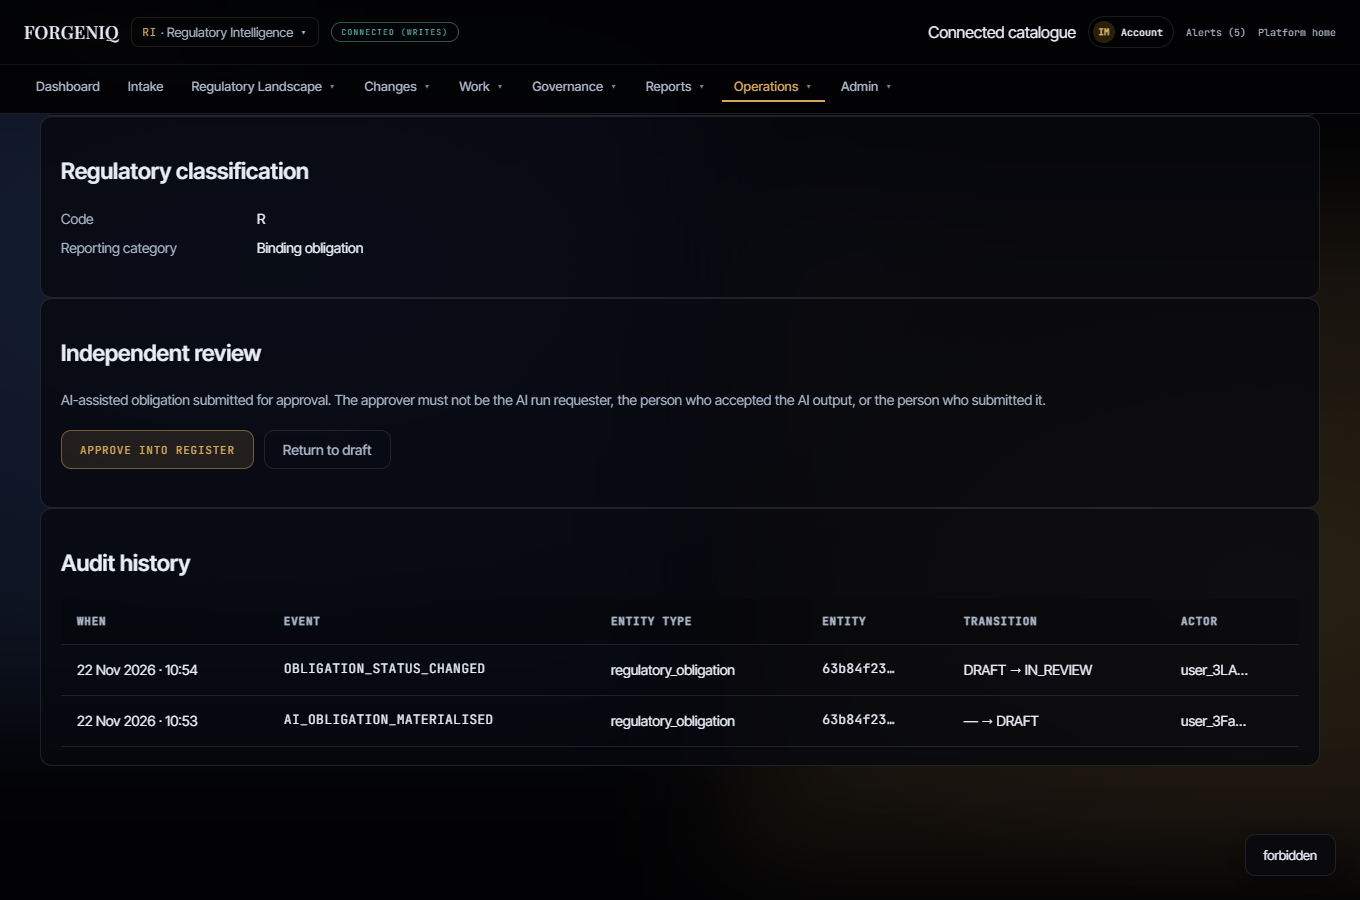 FORGENIQ RI · Regulatory Intelligence ▾ CONNECTED (WRITES) Connected catalogue IM Account Alerts (5) Platform home
Dashboard Intake Regulatory Landscape ▾ Changes ▾ Work ▾ Governance ▾ Reports ▾ Operations ▾ Admin ▾
Regulatory classification
Code R
Reporting category Binding obligation
Independent review
AI-assisted obligation submitted for approval. The approver must not be the AI run requester, the person who accepted the AI output, or the person who submitted it.
APPROVE INTO REGISTER Return to draft
Audit history
WHEN EVENT ENTITY TYPE ENTITY TRANSITION ACTOR
22 Nov 2026 · 10:54 OBLIGATION_STATUS_CHANGED regulatory_obligation 63b84f23… DRAFT → IN_REVIEW user_3LA…
22 Nov 2026 · 10:53 AI_OBLIGATION_MATERIALISED regulatory_obligation 63b84f23… — → DRAFT user_3Fa…
forbidden